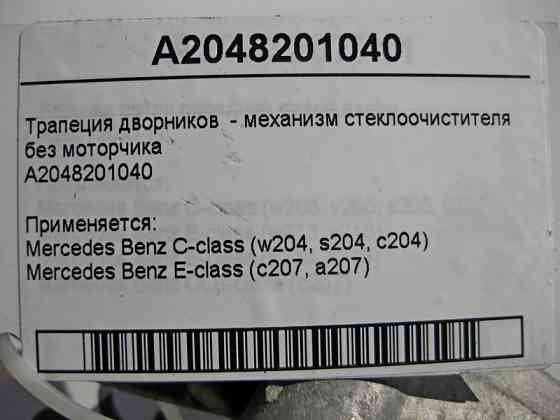 A2048201040
Трапеция дворников - механизм стеклоочистителя
без моторчика
A2048201040
Применяется:
Mercedes Benz C-class (w204, s204, c204)
Mercedes Benz E-class (c207, a207)